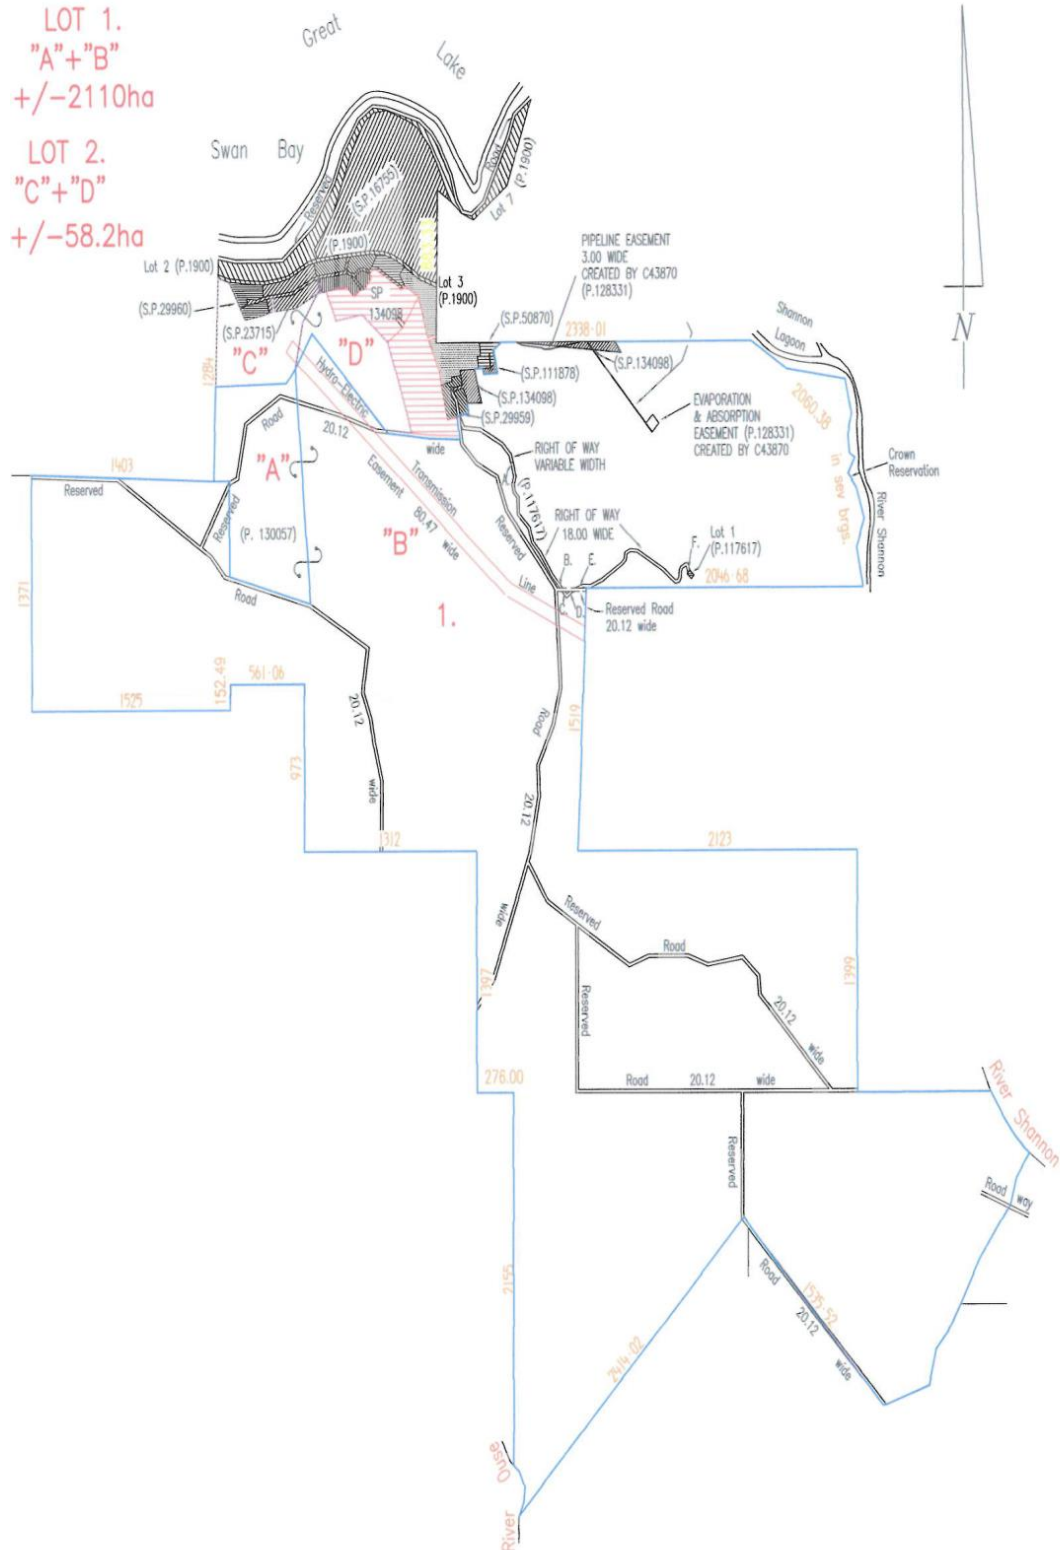 LOT 1.
"A"+"B"
+/-2110ha
LOT 2.
"C"+"D"
+/-58.2ha
Great
Lake
Swan Bay
Reserved
(S.P.16755)
(P.1900)
Road
Lot 7 (P.1900)
Lot 2 (P.1900)
Lot 3
(P.1900)
(S.P.29960)
(S.P.23715)
SP
134098
"C"
"D"
PIPELINE EASEMENT
3.00 WIDE
CREATED BY C43870
(P.128331)
(S.P.50870)
2338·01
(S.P.134098)
(S.P.111878)
(S.P.134098)
(S.P.29959)
Shannon
Lagoon
N
1284
Hydro-Electric
Transmission
Line
Easement 80.47 wide
Road
20.12
wide
EVAPORATION
& ABSORPTION
EASEMENT (P.128331)
CREATED BY C43870
2060.38 in sev brgs.
Crown
Reservation
River Shannon
1403
Reserved
Reserved
"A"
(P. 130057)
Road
RIGHT OF WAY
VARIABLE WIDTH
(P.117617)
Reserved
RIGHT OF WAY
18.00 WIDE
Lot 1
(P.117617)
F.
B.
E.
D.
2046·68
Reserved Road
20.12 wide
"B"
1.
1371
1525
152.49
561·06
20.12
wide
973
1312
Road
20.12
wide
1519
2123
1397
Reserved
Road
20.12
wide
1399
Reserved
276.00
Road 20.12 wide
Reserved
River Shannon
Road way
2155
2414·02
1535·52
Road
20.12
wide
River
Ouse